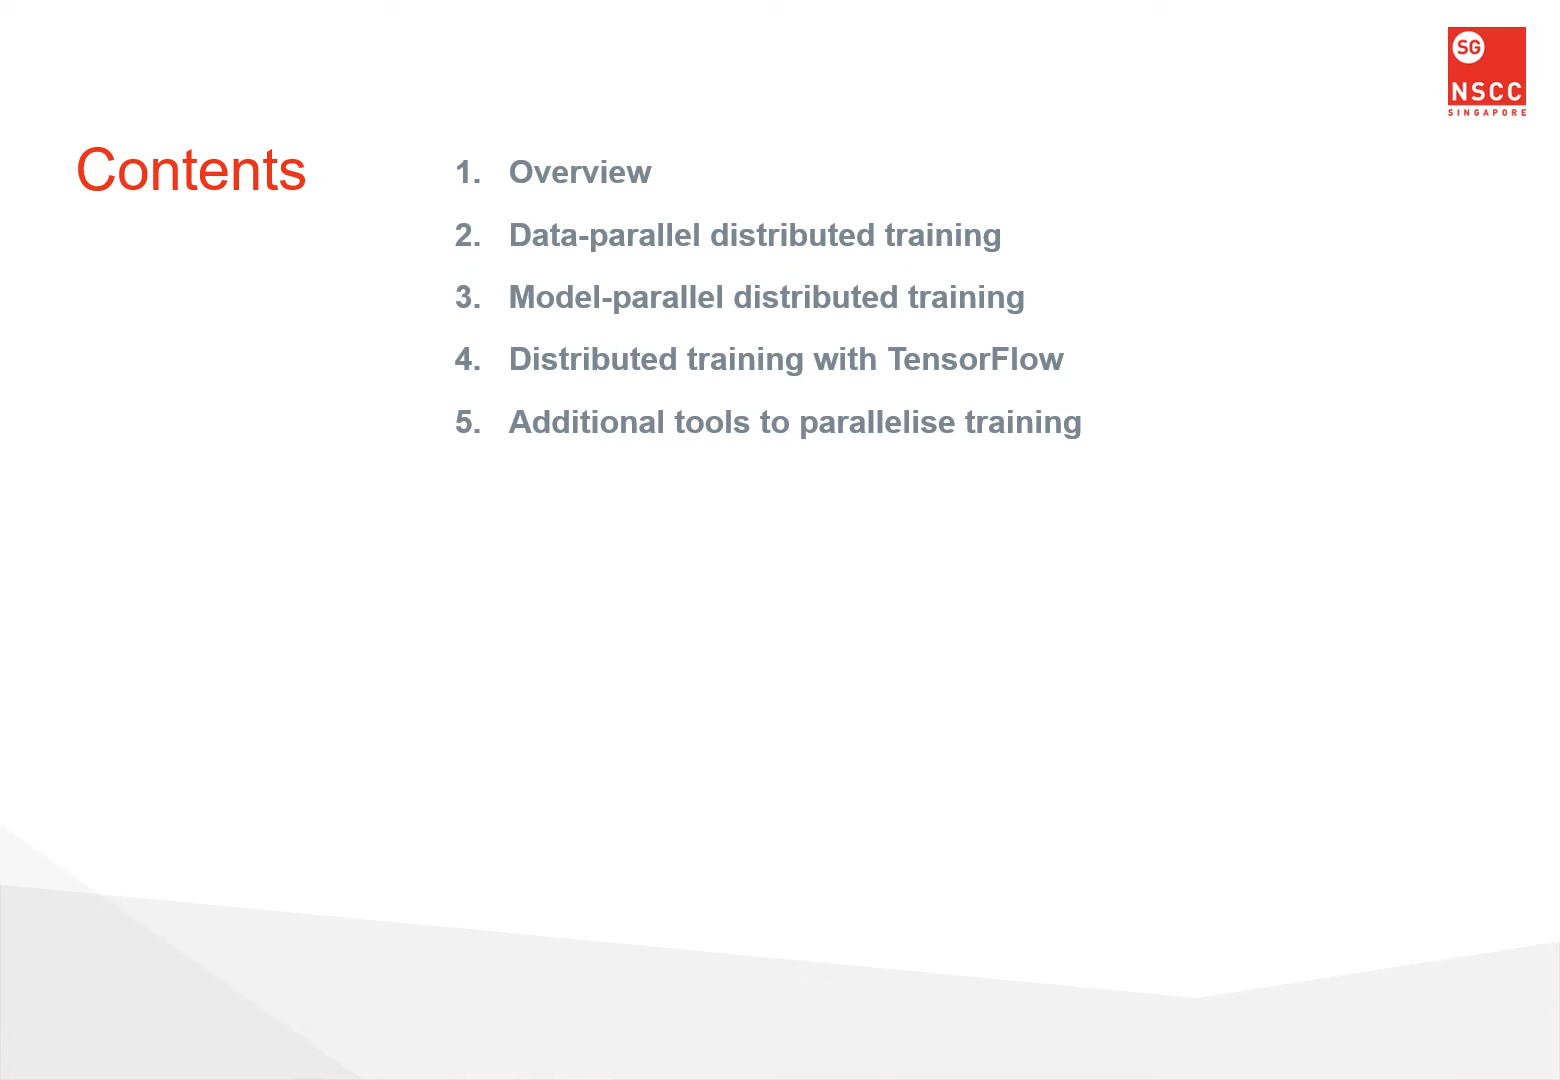 SG
NSCC
SINGAPORE
Contents
1. Overview
2. Data-parallel distributed training
3. Model-parallel distributed training
4. Distributed training with TensorFlow
5. Additional tools to parallelise training